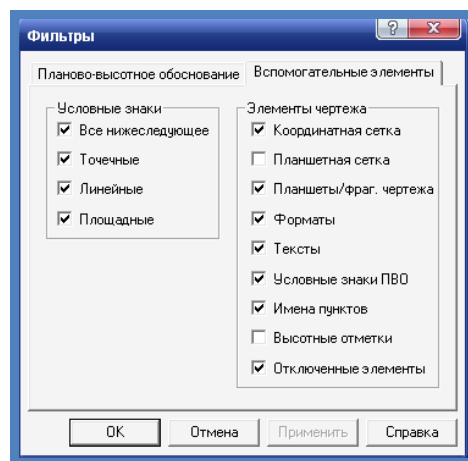 Фильтры
Планово-высотное обоснование
Вспомогательные элементы
Условные знаки
Все нижеследующее
Точечные
Линейные
Площадные
Элементы чертежа
Координатная сетка
Планшетная сетка
Планшеты/фраг. чертежа
Форматы
Тексты
Условные знаки ПВО
Имена пунктов
Высотные отметки
Отключенные элементы
OK
Отмена
Применить
Справка